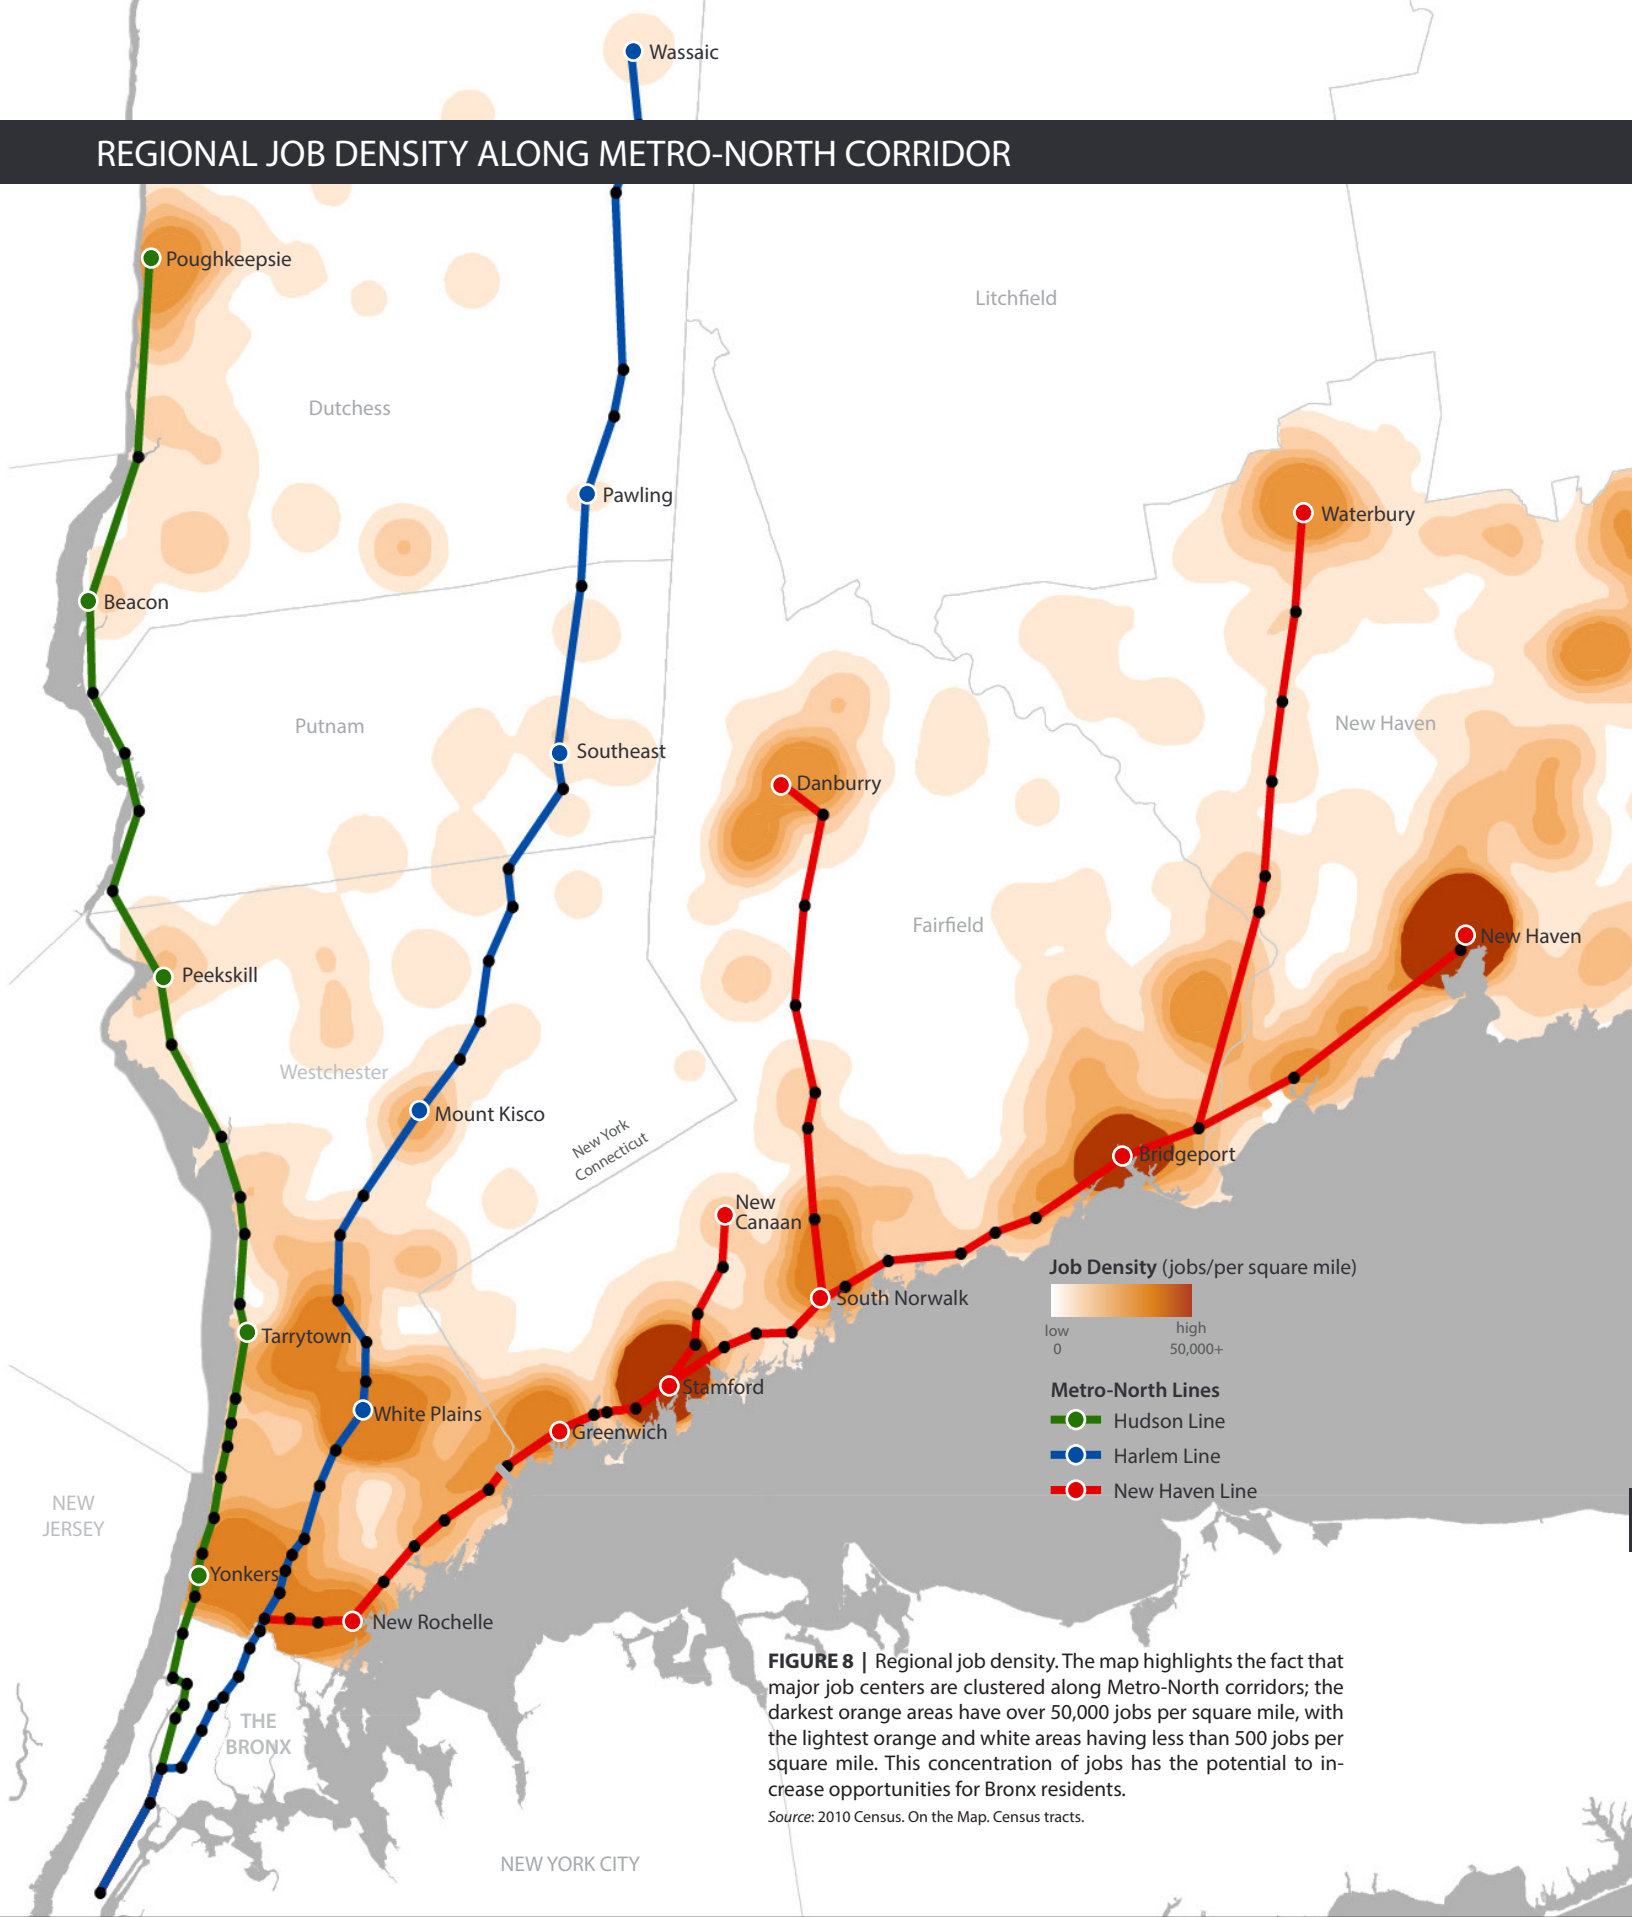 Wassaic
REGIONAL JOB DENSITY ALONG METRO-NORTH CORRIDOR
Poughkeepsie
Litchfield
Dutchess
Pawling
Waterbury
Beacon
Putnam
New Haven
Southeast
Danburry
Fairfield
New Haven
Peekskill
Westchester
Mount Kisco
New York
Connecticut
Bridgeport
New
Canaan
Job Density (jobs/per square mile)
South Norwalk
low
high
0
50,000+
Tarrytown
Stamford
Metro-North Lines
White Plains
Hudson Line
Greenwich
Harlem Line
New Haven Line
NEW
JERSEY
Yonkers
New Rochelle
FIGURE 8 | Regional job density. The map highlights the fact that
major job centers are clustered along Metro-North corridors; the
darkest orange areas have over 50,000 jobs per square mile, with
the lightest orange and white areas having less than 500 jobs per
square mile. This concentration of jobs has the potential to in-
crease opportunities for Bronx residents.
Source: 2010 Census. On the Map. Census tracts.
THE
BRONX
NEW YORK CITY